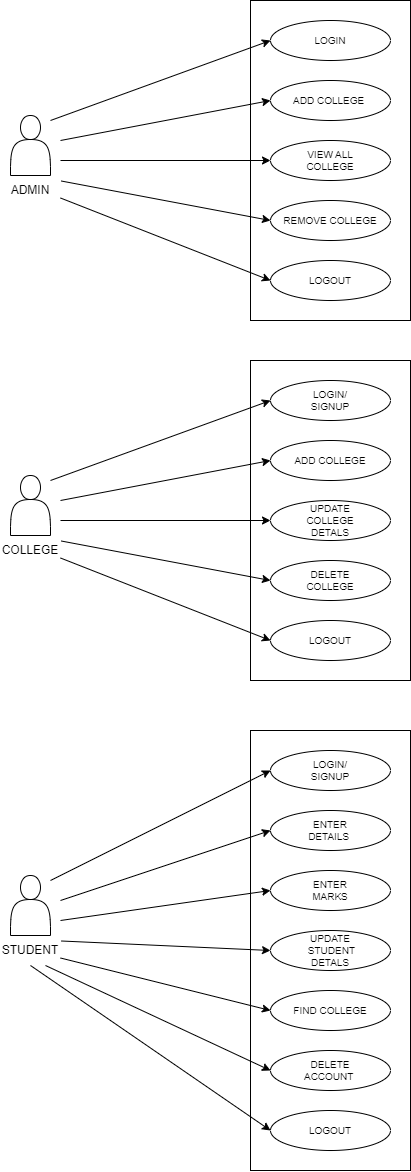 LOGIN
ADD COLLEGE
VIEW ALL
COLLEGE
ADMIN
REMOVE COLLEGE
LOGOUT
LOGIN/
SIGNUP
ADD COLLEGE
UPDATE
COLLEGE
DETALS
COLLEGE
DELETE
COLLEGE
LOGOUT
LOGIN/
SIGNUP
ENTER
DETAILS
ENTER
MARKS
STUDENT
UPDATE
STUDENT
DETALS
FIND COLLEGE
DELETE
ACCOUNT
LOGOUT